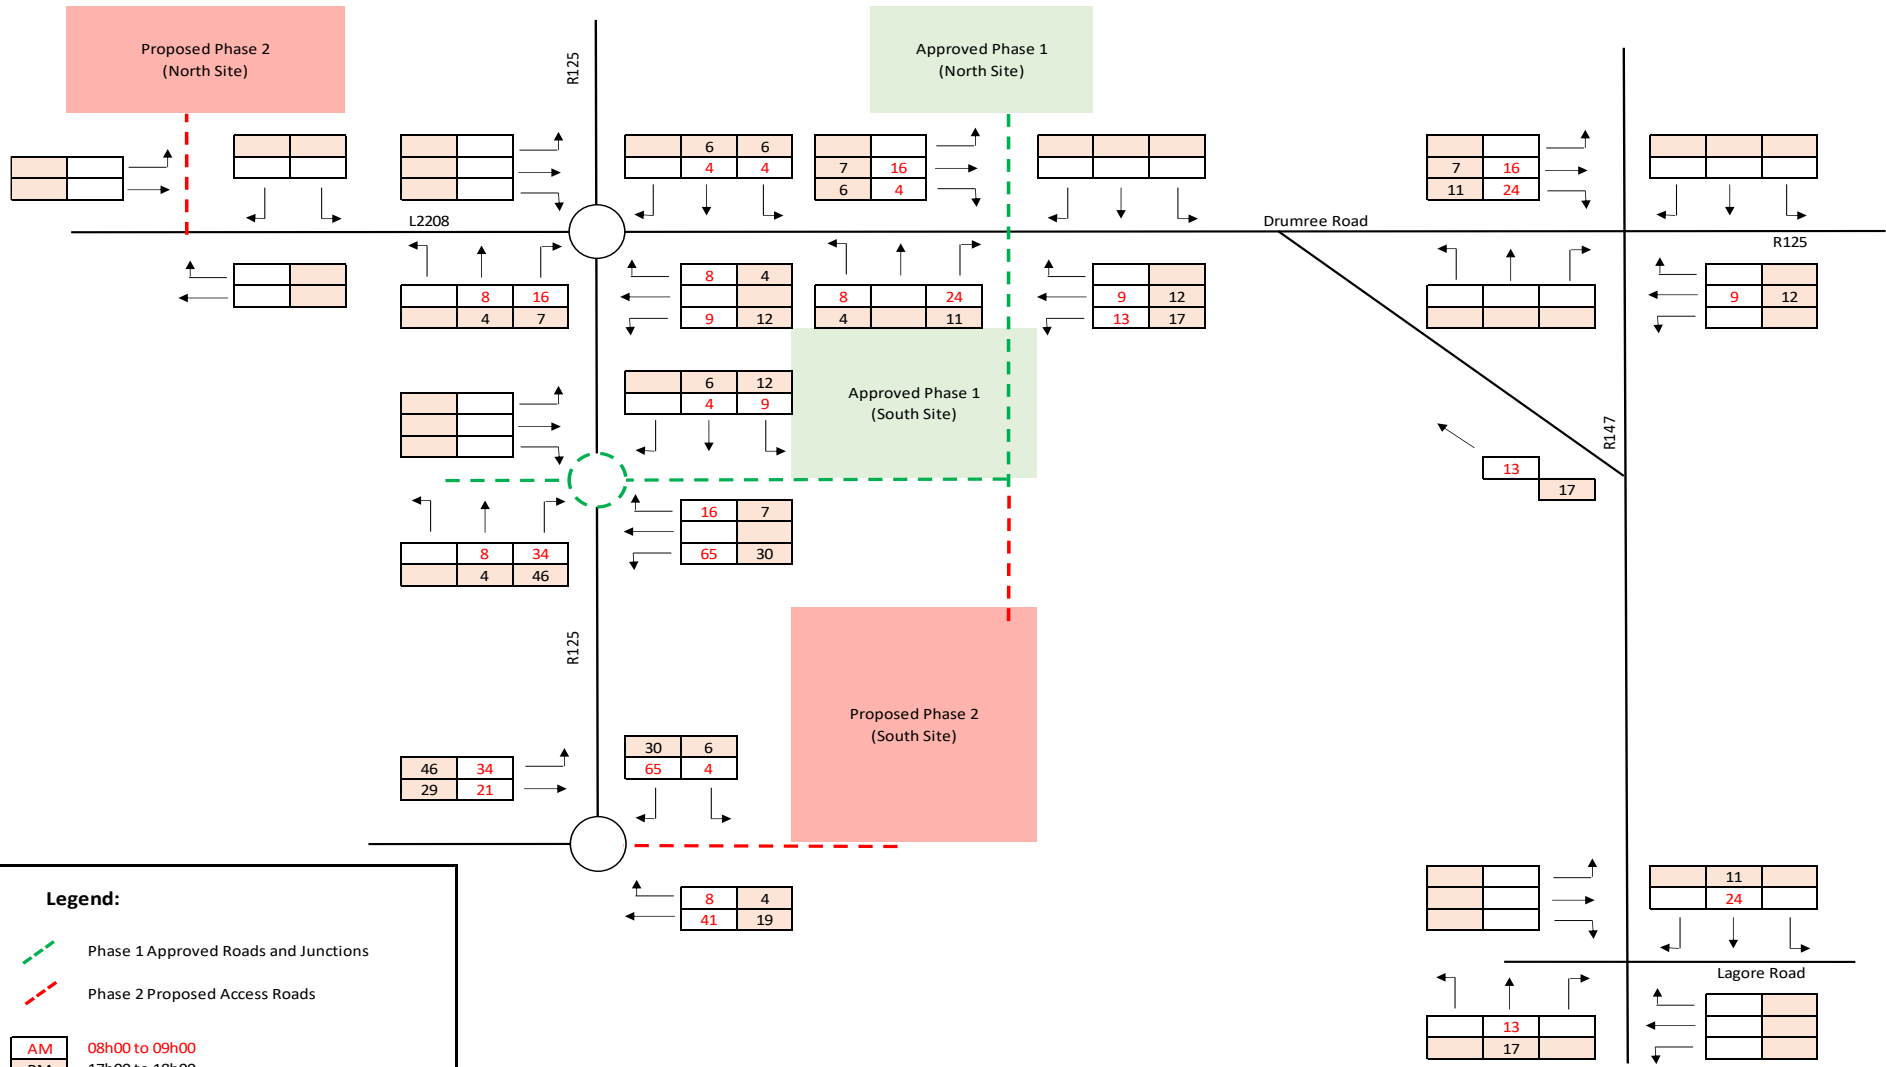 Proposed Phase 2
(North Site)
R125
Approved Phase 1
(North Site)
6 6
4 4
7 16
6 4
7 16
11 24
L2208
Drumree Road
R125
8 16
4 7
8 4
9 12
8 24
4 11
9 12
13 17
9 12
6 12
4 9
Approved Phase 1
(South Site)
R147
13
17
16 7
65 30
8 34
4 46
R125
Proposed Phase 2
(South Site)
30 6
65 4
46 34
29 21
8 4
41 19
11
24
Lagore Road
13
17
Legend:
Phase 1 Approved Roads and Junctions
Phase 2 Proposed Access Roads
AM 08h00 to 09h00
PM 17h00 to 18h00